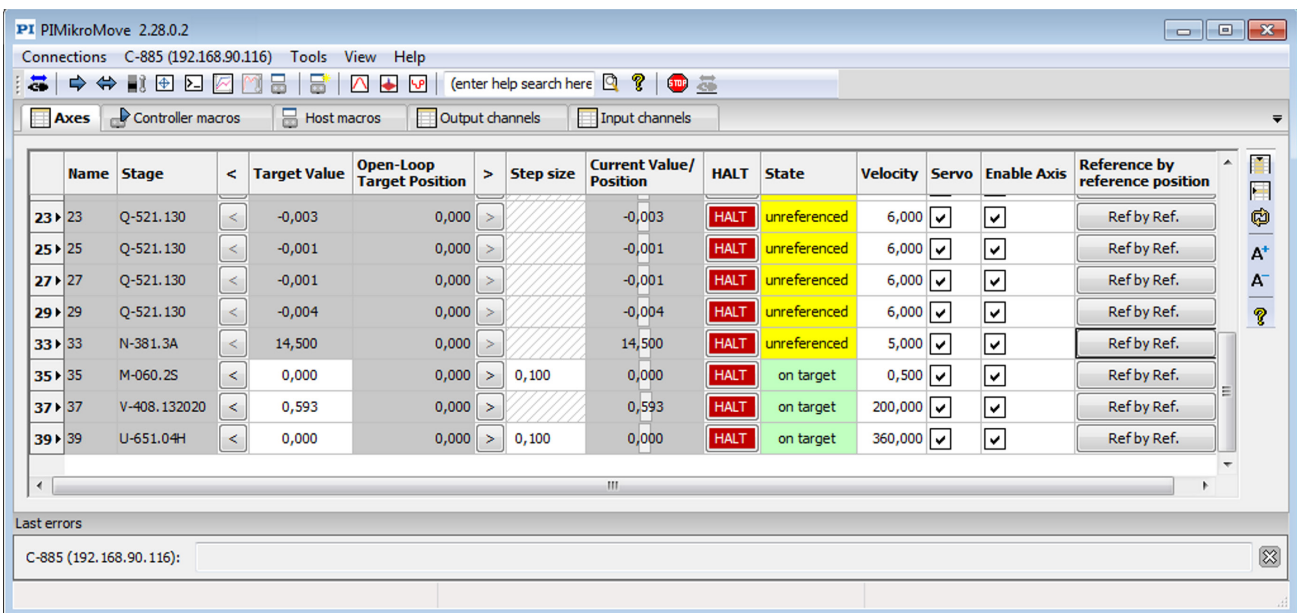 PI PIMikroMove 2.28.0.2
Connections C-885 (192.168.90.116) Tools View Help
(enter help search here STOP
Axes Controller macros Host macros Output channels Input channels
Name Stage < Target Value Open-Loop Target Position > Step size Current Value/ Position HALT State Velocity Servo Enable Axis Reference by reference position
23 23 Q-521.130 < -0,003 0,000 > -0,003 HALT unreferenced 6,000 Ref by Ref.
25 25 Q-521.130 < -0,001 0,000 > -0,001 HALT unreferenced 6,000 Ref by Ref.
27 27 Q-521.130 < -0,001 0,000 > -0,001 HALT unreferenced 6,000 Ref by Ref.
29 29 Q-521.130 < -0,004 0,000 > -0,004 HALT unreferenced 6,000 Ref by Ref.
33 33 N-381.3A < 14,500 0,000 > 14,500 HALT unreferenced 5,000 Ref by Ref.
35 35 M-060.2S < 0,000 0,000 > 0,100 0,000 HALT on target 0,500 Ref by Ref.
37 37 V-408.132020 < 0,593 0,000 > 0,593 HALT on target 200,000 Ref by Ref.
39 39 U-651.04H < 0,000 0,000 > 0,100 0,000 HALT on target 360,000 Ref by Ref.
A+
A-
Last errors
C-885 (192.168.90.116):